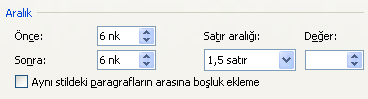 Aralık
Önce: 6 nk Satır aralığı: Değer:
Sonra: 6 nk 1,5 satır
Aynı stildeki paragrafların arasına boşluk ekleme